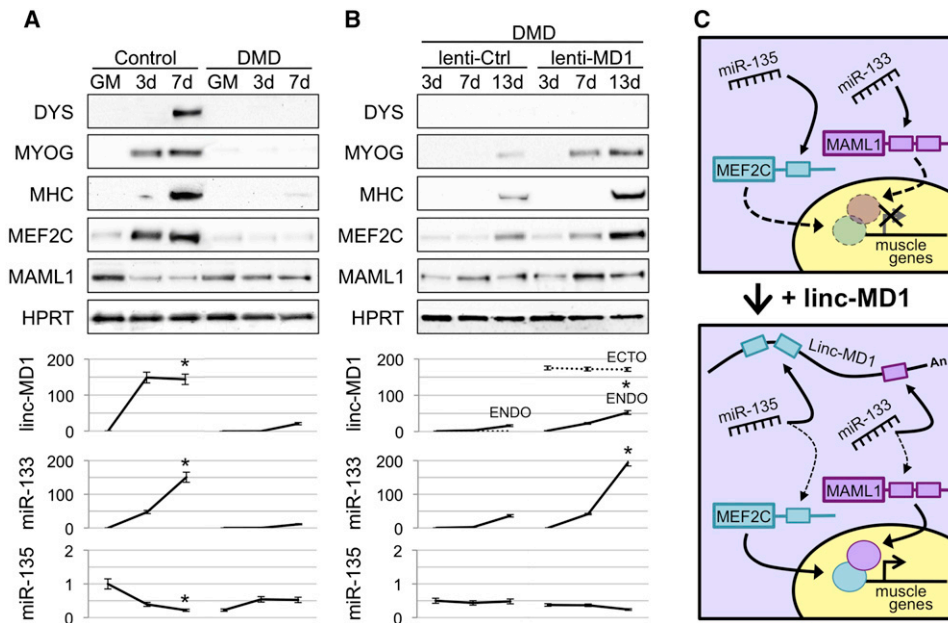 A
Control DMD
GM 3d 7d GM 3d 7d
DYS
MYOG
MHC
MEF2C
MAML1
HPRT
linc-MD1
200
100
0
*
miR-133
200
100
0
*
miR-135
2
1
0
*
B
DMD
lenti-Ctrl lenti-MD1
3d 7d 13d 3d 7d 13d
DYS
MYOG
MHC
MEF2C
MAML1
HPRT
linc-MD1
200
100
0
ENDO
ECTO
*
ENDO
miR-133
200
100
0
*
miR-135
2
1
0
C
miR-135
miR-133
MAML1
MEF2C
muscle
genes
+ linc-MD1
Linc-MD1
An
miR-135
miR-133
MAML1
MEF2C
muscle
genes